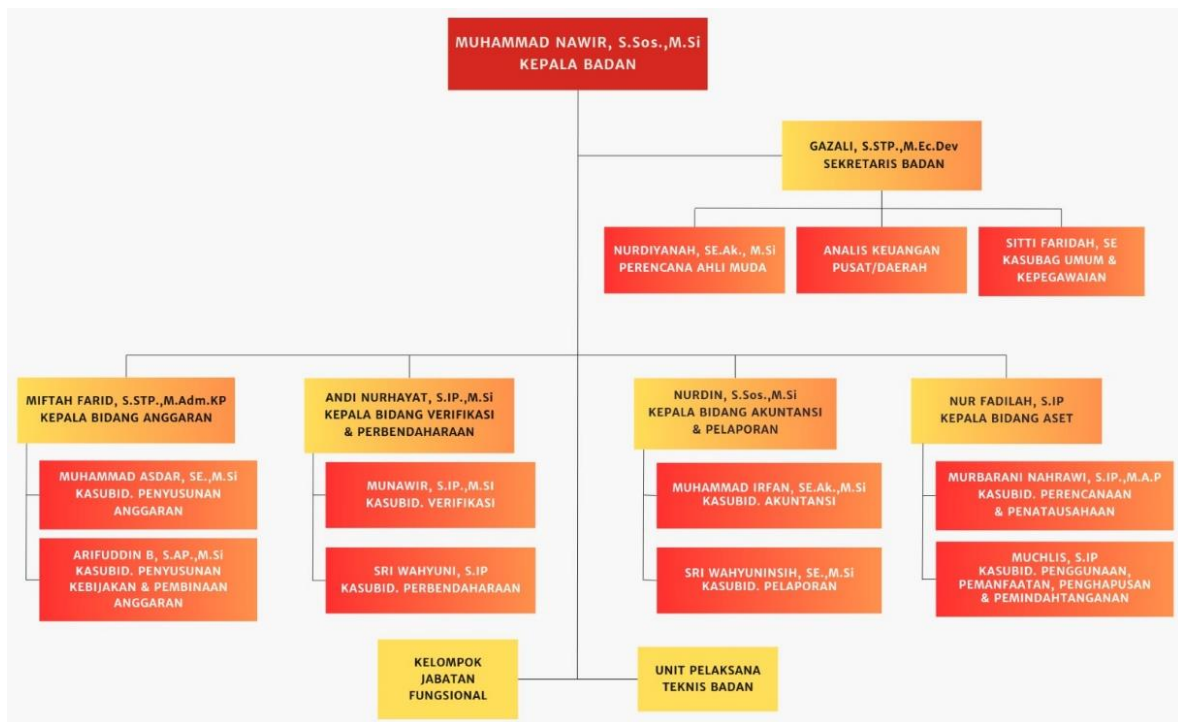 MUHAMMAD NAWIR, S.Sos.,M.Si
KEPALA BADAN
GAZALI, S.STP.,M.Ec.Dev
SEKRETARIS BADAN
NURDIYANAH, SE.Ak., M.Si
PERENCANA AHLI MUDA
ANALIS KEUANGAN
PUSAT/DAERAH
SITTI FARIDAH, SE
KASUBAG UMUM &
KEPEGAWAIAN
MIFTAH FARID, S.STP.,M.Adm.KP
KEPALA BIDANG ANGGARAN
MUHAMMAD ASDAR, SE.,M.Si
KASUBID. PENYUSUNAN
ANGGARAN
ARIFUDDIN B, S.AP.,M.Si
KASUBID. PENYUSUNAN
KEBIJAKAN & PEMBINAAN
ANGGARAN
ANDI NURHAYAT, S.IP.,M.Si
KEPALA BIDANG VERIFIKASI
& PERBENDAHARAAN
MUNAWIR, S.IP.,M.SI
KASUBID. VERIFIKASI
SRI WAHYUNI, S.IP
KASUBID. PERBENDAHARAAN
NURDIN, S.Sos.,M.Si
KEPALA BIDANG AKUNTANSI
& PELAPORAN
MUHAMMAD IRFAN, SE.Ak.,M.Si
KASUBID. AKUNTANSI
SRI WAHYUNINSIH, SE.,M.Si
KASUBID. PELAPORAN
NUR FADILAH, S.IP
KEPALA BIDANG ASET
MURBARANI NAHRAWI, S.IP.,M.A.P
KASUBID. PERENCANAAN
& PENATAUSAHAAN
MUCHLIS, S.IP
KASUBID. PENGGUNAAN,
PEMANFAATAN, PENGHAPUSAN
& PEMINDAHTANGANAN
KELOMPOK
JABATAN
FUNGSIONAL
UNIT PELAKSANA
TEKNIS BADAN